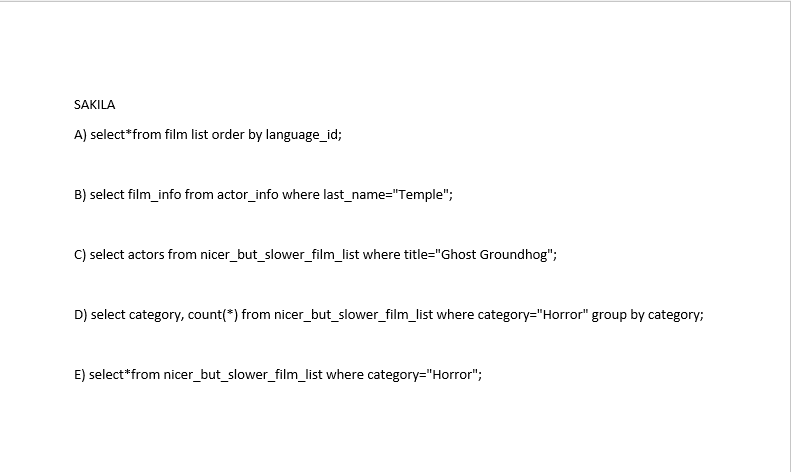 SAKILA
A) select*from film list order by language_id;
B) select film_info from actor_info where last_name="Temple";
C) select actors from nicer_but_slower_film_list where title="Ghost Groundhog";
D) select category, count(*) from nicer_but_slower_film_list where category="Horror" group by category;
E) select*from nicer_but_slower_film_list where category="Horror";